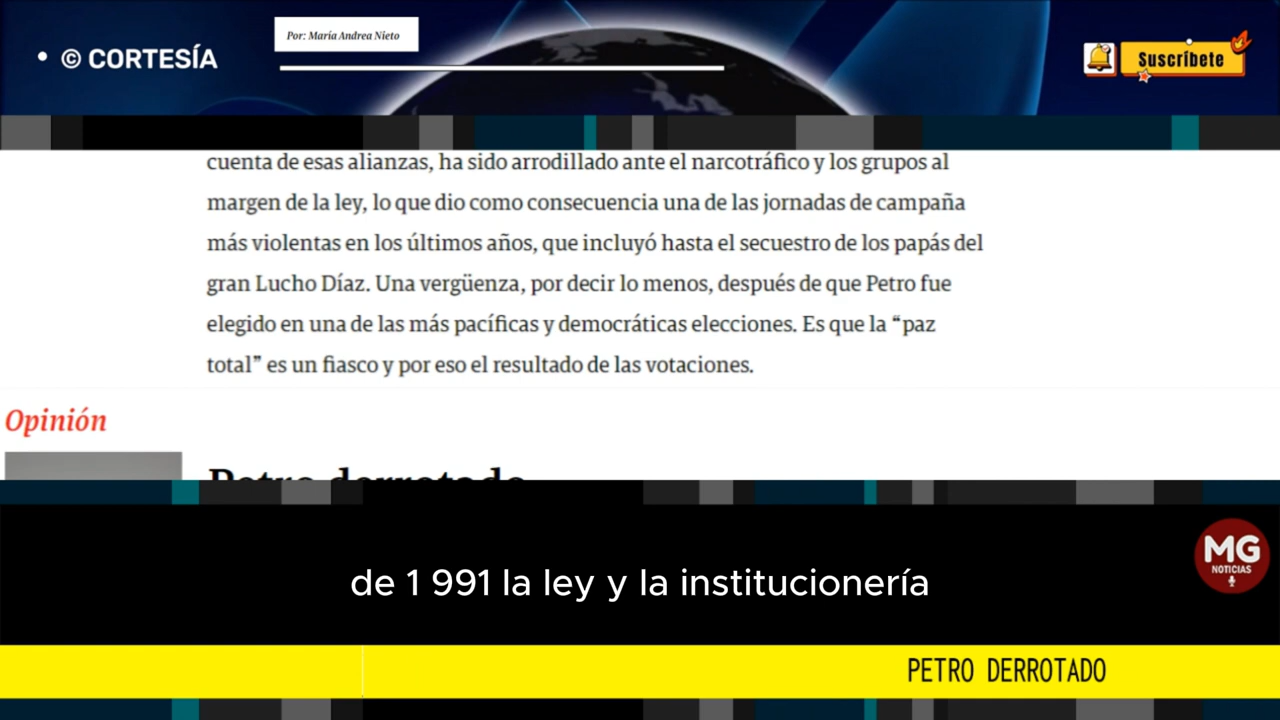 • © CORTESÍA
Por: María Andrea Nieto
Suscríbete
cuenta de esas alianzas, ha sido arrodillado ante el narcotráfico y los grupos al
margen de la ley, lo que dio como consecuencia una de las jornadas de campaña
más violentas en los últimos años, que incluyó hasta el secuestro de los papás del
gran Lucho Díaz. Una vergüenza, por decir lo menos, después de que Petro fue
elegido en una de las más pacíficas y democráticas elecciones. Es que la “paz
total” es un fiasco y por eso el resultado de las votaciones.
Opinión
Petro derrotado
de 1 991 la ley y la institucionería
MG
NOTICIAS
PETRO DERROTADO